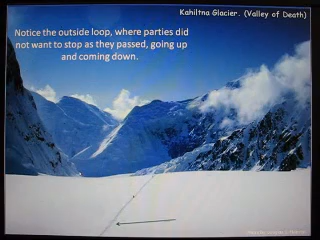 Kahiltna Glacier. (Valley of Death)
Notice the outside loop, where parties did
not want to stop as they passed, going up
and coming down.